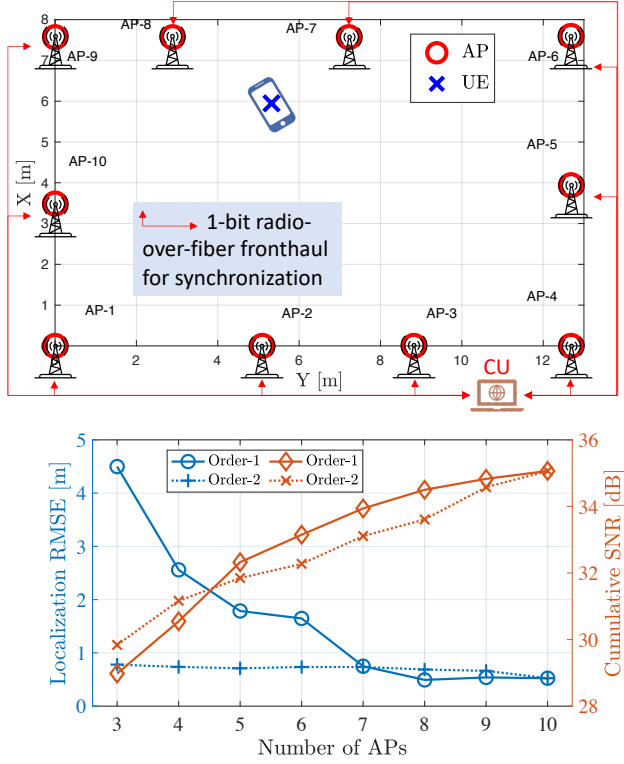 8
7
6
5
4
3
2
1
X [m]
AP-9
AP-8
AP-7
AP-6
AP
UE
AP-10
AP-5
1-bit radio-
over-fiber fronthaul
for synchronization
AP-1
AP-2
AP-3
AP-4
2
4
6
8
10
12
Y [m]
CU
5
4
3
2
1
0
Localization RMSE [m]
Order-1
Order-1
Order-2
Order-2
36
34
32
30
28
Cumulative SNR [dB]
3
4
5
6
7
8
9
10
Number of APs